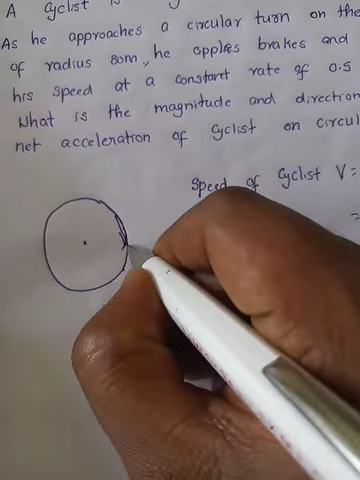 A Cyclist is
As he approaches a circular turn on the
of radius 80m, he applies brakes and
his speed at a constant rate of 0.5
What is the magnitude and direction
net acceleration of Cyclist on circul
Speed of Cyclist V =
=